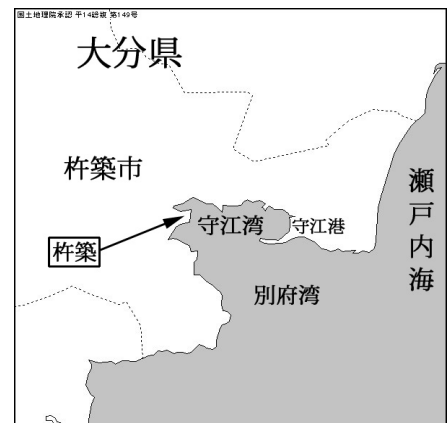 国土地理院承認 平14総複 第149号
大分県
杵築市
瀬戸内海
守江湾
守江港
杵築
別府湾